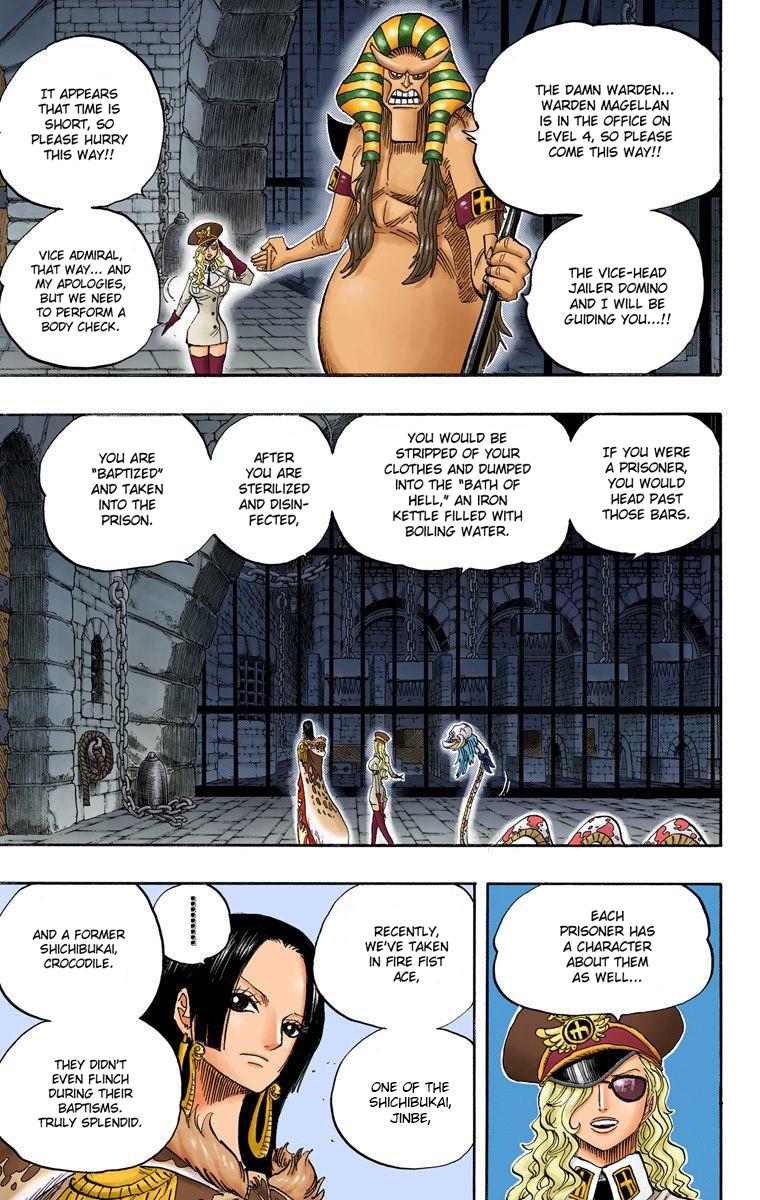 THE DAMN WARDEN...
WARDEN MAGELLAN
IS IN THE OFFICE ON
LEVEL 4, SO PLEASE
COME THIS WAY!!
THE VICE-HEAD
JAILER DOMINO
AND I WILL BE
GUIDING YOU...!!
IT APPEARS
THAT TIME IS
SHORT, SO
PLEASE HURRY
THIS WAY!!
VICE ADMIRAL,
THAT WAY... AND
MY APOLOGIES,
BUT WE NEED
TO PERFORM A
BODY CHECK.
IF YOU WERE
A PRISONER,
YOU WOULD
HEAD PAST
THOSE BARS.
YOU WOULD BE
STRIPPED OF YOUR
CLOTHES AND DUMPED
INTO THE "BATH OF
HELL," AN IRON
KETTLE FILLED WITH
BOILING WATER.
AFTER
YOU ARE
STERILIZED
AND DISIN-
FECTED,
YOU ARE
"BAPTIZED"
AND TAKEN
INTO THE
PRISON.
EACH
PRISONER HAS
A CHARACTER
ABOUT THEM
AS WELL...
RECENTLY,
WE'VE TAKEN
IN FIRE FIST
ACE,
ONE OF THE
SHICHIBUKAI,
JINBE,
.........
AND A FORMER
SHICHIBUKAI,
CROCODILE.
THEY DIDN'T
EVEN FLINCH
DURING THEIR
BAPTISMS.
TRULY SPLENDID.